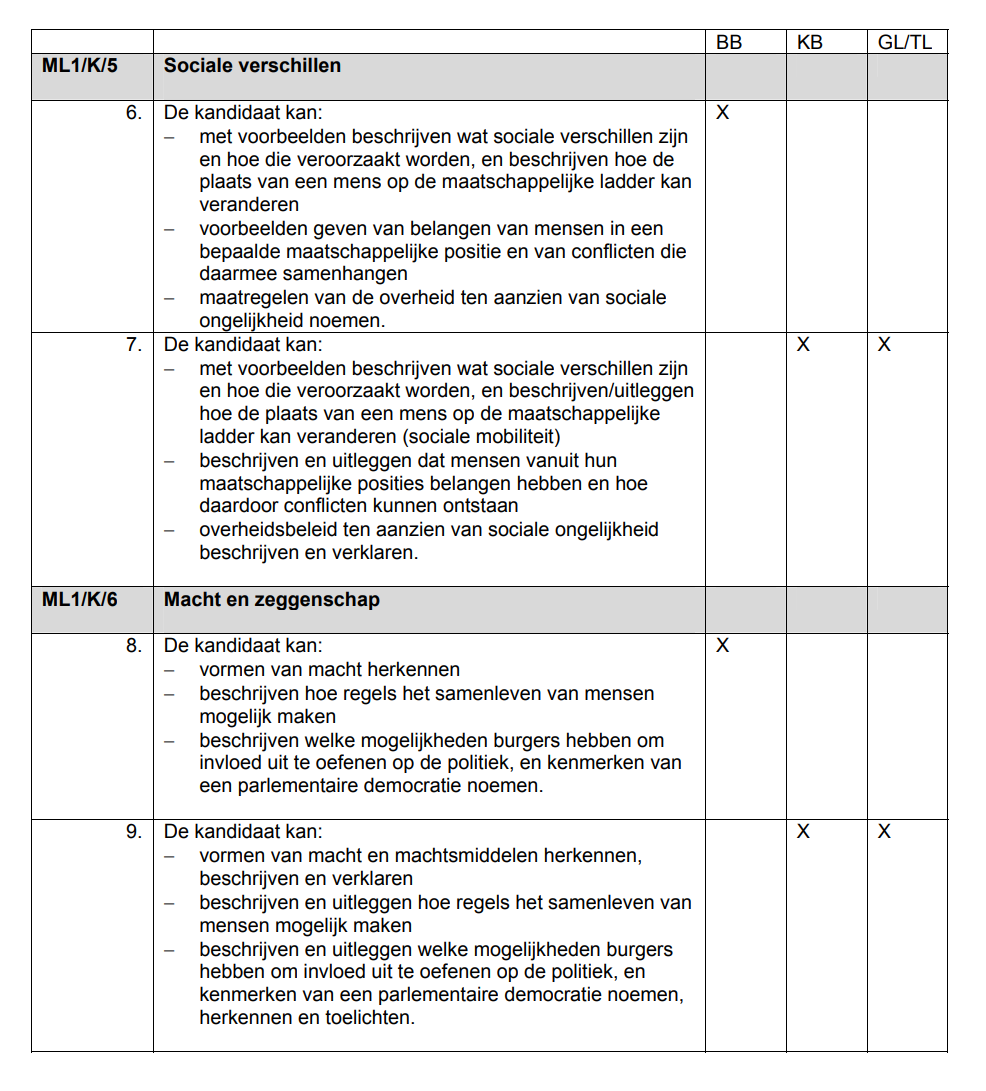 BB KB GL/TL
ML1/K/5 Sociale verschillen
6. De kandidaat kan: X
– met voorbeelden beschrijven wat sociale verschillen zijn
en hoe die veroorzaakt worden, en beschrijven hoe de
plaats van een mens op de maatschappelijke ladder kan
veranderen
– voorbeelden geven van belangen van mensen in een
bepaalde maatschappelijke positie en van conflicten die
daarmee samenhangen
– maatregelen van de overheid ten aanzien van sociale
ongelijkheid noemen.
7. De kandidaat kan: X X
– met voorbeelden beschrijven wat sociale verschillen zijn
en hoe die veroorzaakt worden, en beschrijven/uitleggen
hoe de plaats van een mens op de maatschappelijke
ladder kan veranderen (sociale mobiliteit)
– beschrijven en uitleggen dat mensen vanuit hun
maatschappelijke posities belangen hebben en hoe
daardoor conflicten kunnen ontstaan
– overheidsbeleid ten aanzien van sociale ongelijkheid
beschrijven en verklaren.
ML1/K/6 Macht en zeggenschap
8. De kandidaat kan: X
– vormen van macht herkennen
– beschrijven hoe regels het samenleven van mensen
mogelijk maken
– beschrijven welke mogelijkheden burgers hebben om
invloed uit te oefenen op de politiek, en kenmerken van
een parlementaire democratie noemen.
9. De kandidaat kan: X X
– vormen van macht en machtsmiddelen herkennen,
beschrijven en verklaren
– beschrijven en uitleggen hoe regels het samenleven van
mensen mogelijk maken
– beschrijven en uitleggen welke mogelijkheden burgers
hebben om invloed uit te oefenen op de politiek, en
kenmerken van een parlementaire democratie noemen,
herkennen en toelichten.